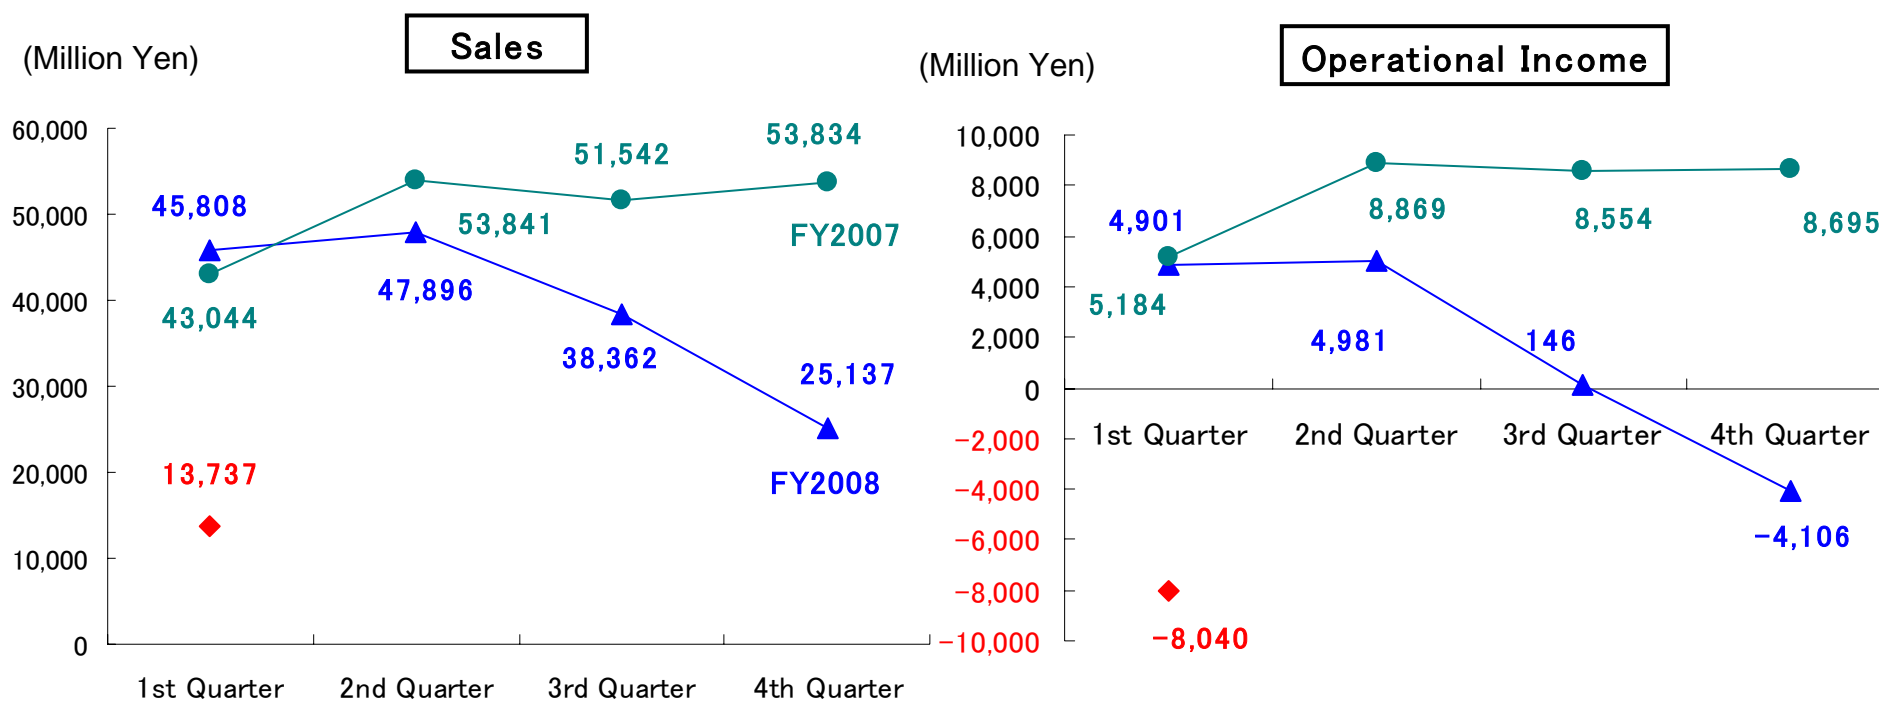 Sales
(Million Yen)
60,000
50,000
40,000
30,000
20,000
10,000
0
45,808
43,044
53,841
47,896
51,542
38,362
53,834
FY2007
25,137
FY2008
13,737
1st Quarter
2nd Quarter
3rd Quarter
4th Quarter
Operational Income
(Million Yen)
10,000
8,000
6,000
4,000
2,000
0
-2,000
-4,000
-6,000
-8,000
-10,000
4,901
5,184
8,869
4,981
8,554
146
8,695
-4,106
-8,040
1st Quarter
2nd Quarter
3rd Quarter
4th Quarter